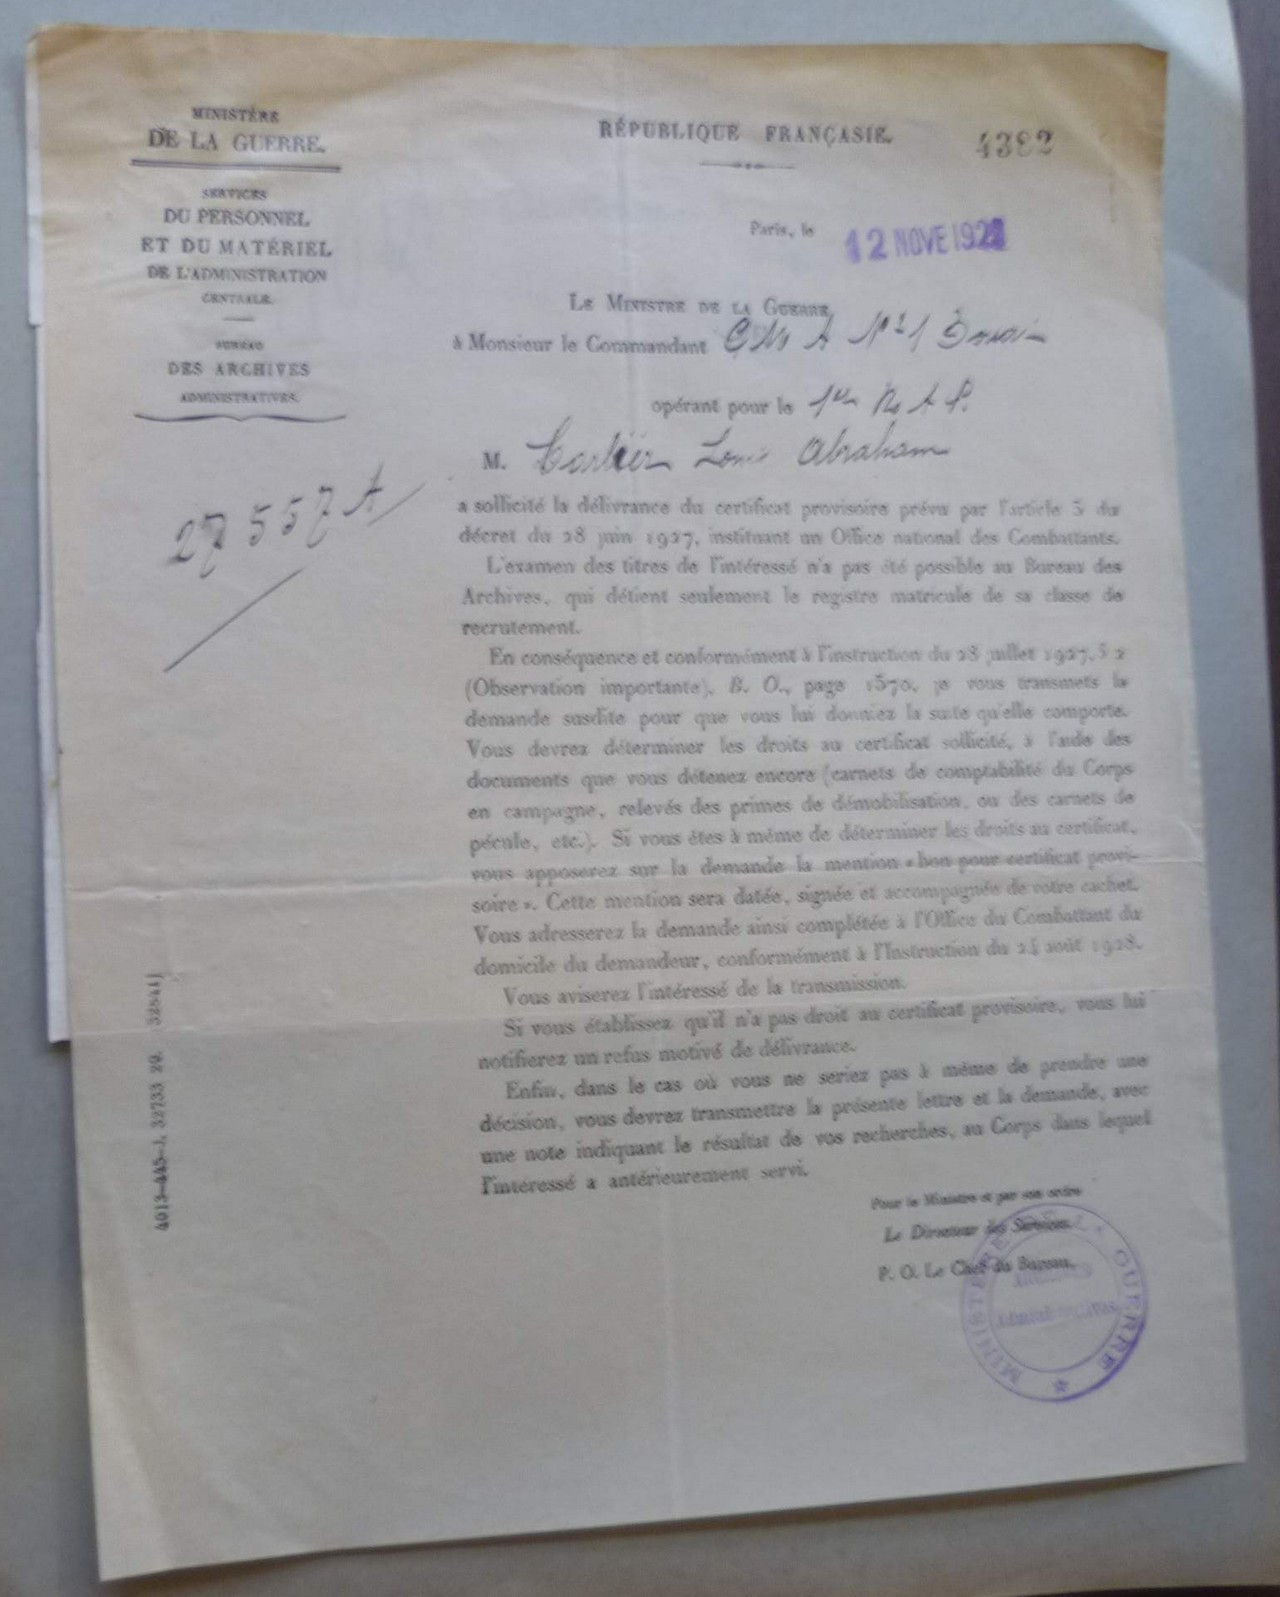 MINISTÈRE
DE LA GUERRE.
SERVICES
DU PERSONNEL
ET DU MATÉRIEL
DE L'ADMINISTRATION
CENTRALE.
BUREAU
DES ARCHIVES
ADMINISTRATIVES.
RÉPUBLIQUE FRANÇASIE.
4382
Paris, le 12 NOVE
LE MINISTRE DE LA GUERRE
à Monsieur le Commandant C M A N° 1
opérant pour le 1er R A P.
M. Louis Abraham
27557 A
a sollicité la délivrance du certificat provisoire prévu par l'article 5 du
décret du 28 juin 1927, instituant un Office national des Combattants.
L'examen des titres de l'intéressé n'a pas été possible au Bureau des
Archives, qui détient seulement le registre matricule de sa classe de
recrutement.
En conséquence et conformément à l'instruction du 28 juillet 1927, § 2
(Observation importante), B. O., page 1570, je vous transmets la
demande susdite pour que vous lui donniez la suite qu'elle comporte.
Vous devrez déterminer les droits au certificat sollicité, à l'aide des
documents que vous détenez encore (carnets de comptabilité du Corps
en campagne, relevés des primes de démobilisation, ou des carnets de
pécule, etc.). Si vous êtes à même de déterminer les droits au certificat,
vous apposerez sur la demande la mention « bon pour certificat provi-
soire ». Cette mention sera datée, signée et accompagnée de votre cachet.
Vous adresserez la demande ainsi complétée à l'Office du Combattant du
domicile du demandeur, conformément à l'Instruction du 24 août 1928.
Vous aviserez l'intéressé de la transmission.
Si vous établissez qu'il n'a pas droit au certificat provisoire, vous lui
notifierez un refus motivé de délivrance.
Enfin, dans le cas où vous ne seriez pas à même de prendre une
décision, vous devrez transmettre la présente lettre et la demande, avec
une note indiquant le résultat de vos recherches, au Corps dans lequel
l'intéressé a antérieurement servi.
Pour le Ministre et par son ordre
Le Directeur des Services.
P. O. Le Chef du Bureau,
MINISTÈRE DE LA GUERRE
ARCHIVES
Administratives
4013-445-J. 32733 29. 32841]